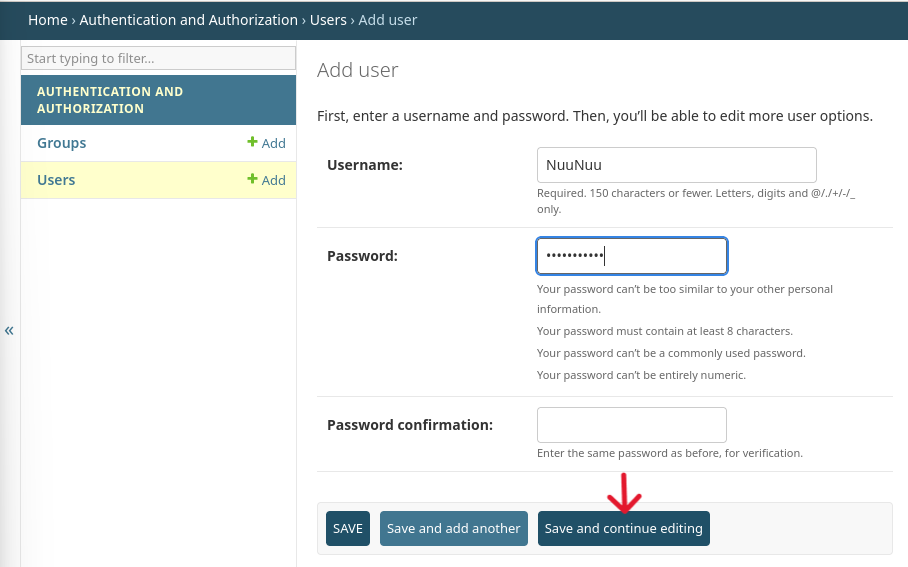 Home › Authentication and Authorization › Users › Add user
Start typing to filter...
AUTHENTICATION AND
AUTHORIZATION
Groups
+ Add
Users
+ Add
«
Add user
First, enter a username and password. Then, you’ll be able to edit more user options.
Username:
NuuNuu
Required. 150 characters or fewer. Letters, digits and @/./+/-/_
only.
Password:
•••••••••••
Your password can’t be too similar to your other personal
information.
Your password must contain at least 8 characters.
Your password can’t be a commonly used password.
Your password can’t be entirely numeric.
Password confirmation:
Enter the same password as before, for verification.
SAVE
Save and add another
Save and continue editing